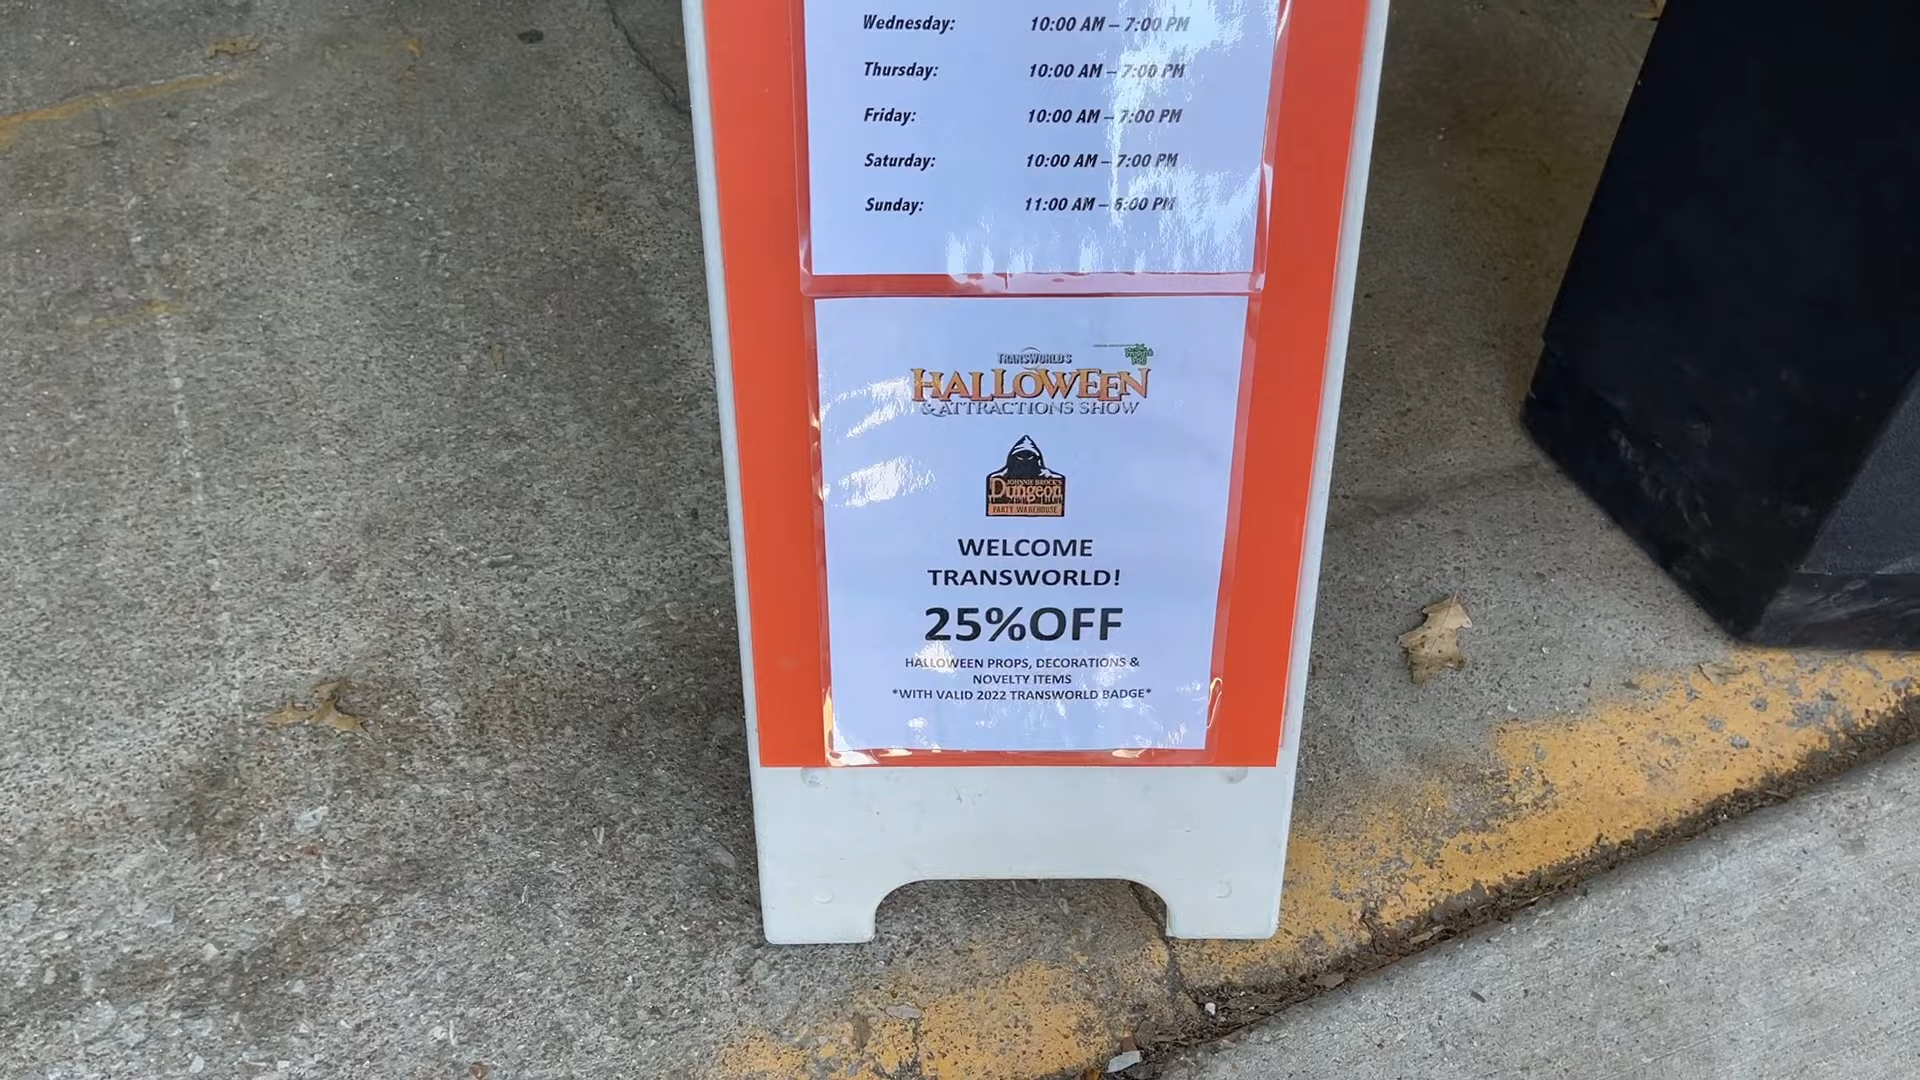 Wednesday: 10:00 AM – 7:00 PM
Thursday: 10:00 AM – 7:00 PM
Friday: 10:00 AM – 7:00 PM
Saturday: 10:00 AM – 7:00 PM
Sunday: 11:00 AM – 6:00 PM
TRANSWORLD'S
HALLOWEEN
& ATTRACTIONS SHOW
JOHNNIE BROCK'S
Dungeon
PARTY WAREHOUSE
WELCOME
TRANSWORLD!
25%OFF
HALLOWEEN PROPS, DECORATIONS &
NOVELTY ITEMS
*WITH VALID 2022 TRANSWORLD BADGE*